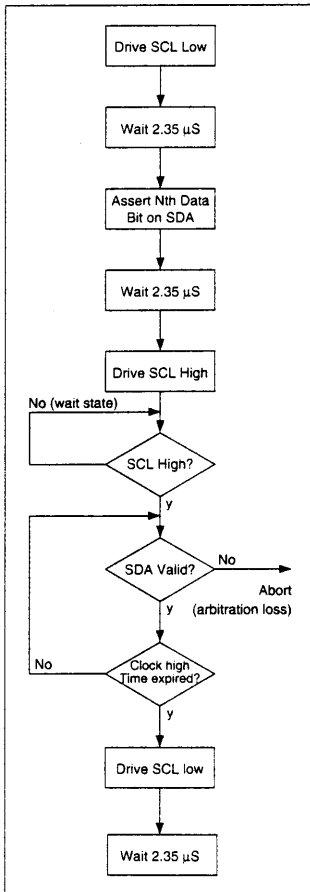 Drive SCL Low
Wait 2.35 μS
Assert Nth Data
Bit on SDA
Wait 2.35 μS
Drive SCL High
No (wait state)
SCL High?
y
SDA Valid?
No
Abort
(arbitration loss)
y
Clock high
Time expired?
No
y
Drive SCL low
Wait 2.35 μS